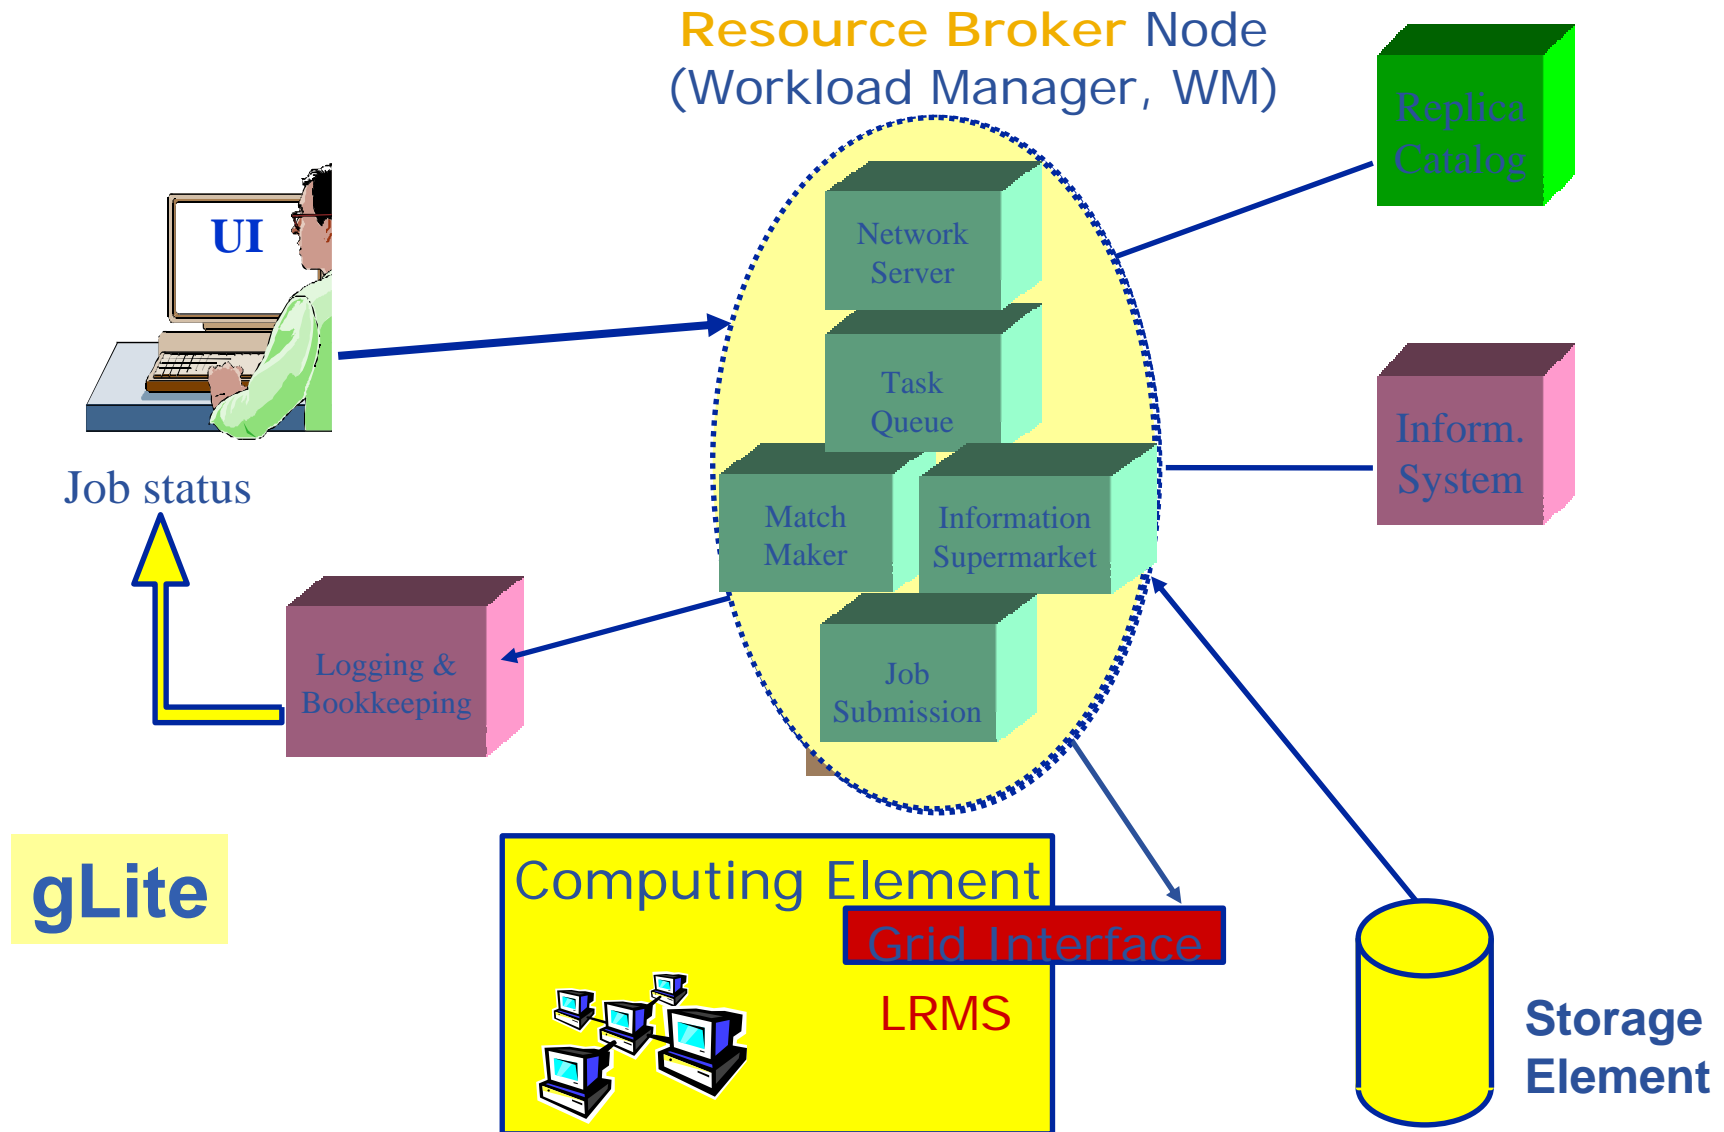 Resource Broker Node
(Workload Manager, WM)
Replica
Catalog
UI
Network
Server
Task
Queue
Inform.
System
Job status
Match
Maker
Information
Supermarket
Logging &
Bookkeeping
Job
Submission
gLite
Computing Element
Grid Interface
LRMS
Storage
Element